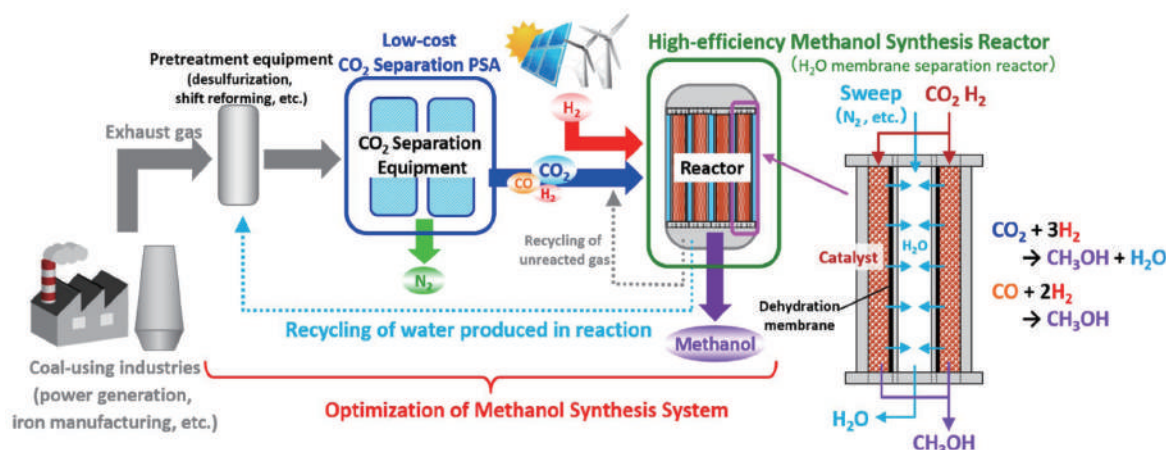 Low-cost
CO₂ Separation PSA
Pretreatment equipment
(desulfurization,
shift reforming, etc.)
Exhaust gas
CO₂ Separation
Equipment
N₂
H₂
CO
CO₂
H₂
Recycling of
unreacted gas
High-efficiency Methanol Synthesis Reactor
(H₂O membrane separation reactor)
Reactor
Methanol
Recycling of water produced in reaction
Coal-using industries
(power generation,
iron manufacturing, etc.)
Optimization of Methanol Synthesis System
Sweep
(N₂, etc.)
CO₂ H₂
H₂O
Catalyst
Dehydration
membrane
H₂O
CH₃OH
CO₂ + 3H₂
→ CH₃OH + H₂O
CO + 2H₂
→ CH₃OH